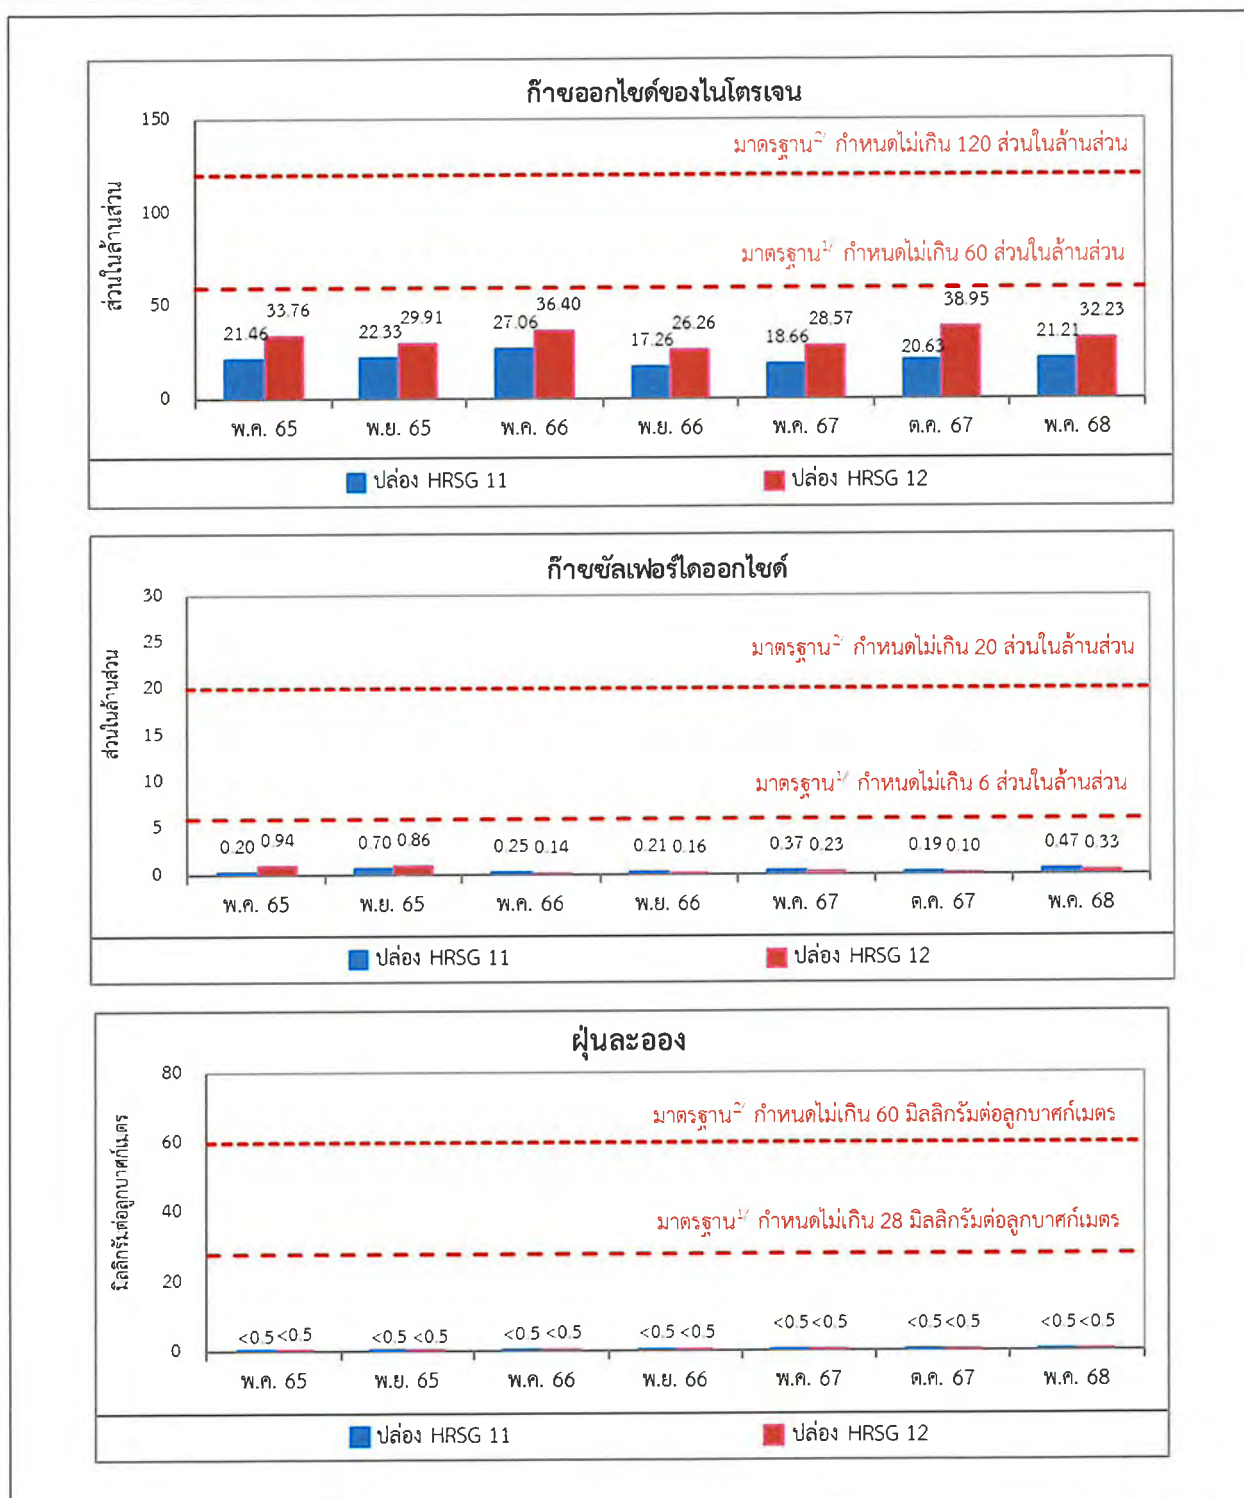 ก๊าซออกไซด์ของไนโตรเจน
ส่วนในล้านส่วน
150
100
50
0
มาตรฐาน2/ กำหนดไม่เกิน 120 ส่วนในล้านส่วน
มาตรฐาน1/ กำหนดไม่เกิน 60 ส่วนในล้านส่วน
21.46 33.76 22.33 29.91 27.06 36.40 17.26 26.26 18.66 28.57 20.63 38.95 21.21 32.23
พ.ค. 65 พ.ย. 65 พ.ค. 66 พ.ย. 66 พ.ค. 67 ต.ค. 67 พ.ค. 68
ปล่อง HRSG 11 ปล่อง HRSG 12
ก๊าซซัลเฟอร์ไดออกไซด์
ส่วนในล้านส่วน
30
25
20
15
10
5
0
มาตรฐาน2/ กำหนดไม่เกิน 20 ส่วนในล้านส่วน
มาตรฐาน1/ กำหนดไม่เกิน 6 ส่วนในล้านส่วน
0.20 0.94 0.70 0.86 0.25 0.14 0.21 0.16 0.37 0.23 0.19 0.10 0.47 0.33
พ.ค. 65 พ.ย. 65 พ.ค. 66 พ.ย. 66 พ.ค. 67 ต.ค. 67 พ.ค. 68
ปล่อง HRSG 11 ปล่อง HRSG 12
ฝุ่นละออง
มิลลิกรัมต่อลูกบาศก์เมตร
80
60
40
20
0
มาตรฐาน2/ กำหนดไม่เกิน 60 มิลลิกรัมต่อลูกบาศก์เมตร
มาตรฐาน1/ กำหนดไม่เกิน 28 มิลลิกรัมต่อลูกบาศก์เมตร
<0.5 <0.5 <0.5 <0.5 <0.5 <0.5 <0.5 <0.5 <0.5 <0.5 <0.5 <0.5 <0.5 <0.5
พ.ค. 65 พ.ย. 65 พ.ค. 66 พ.ย. 66 พ.ค. 67 ต.ค. 67 พ.ค. 68
ปล่อง HRSG 11 ปล่อง HRSG 12